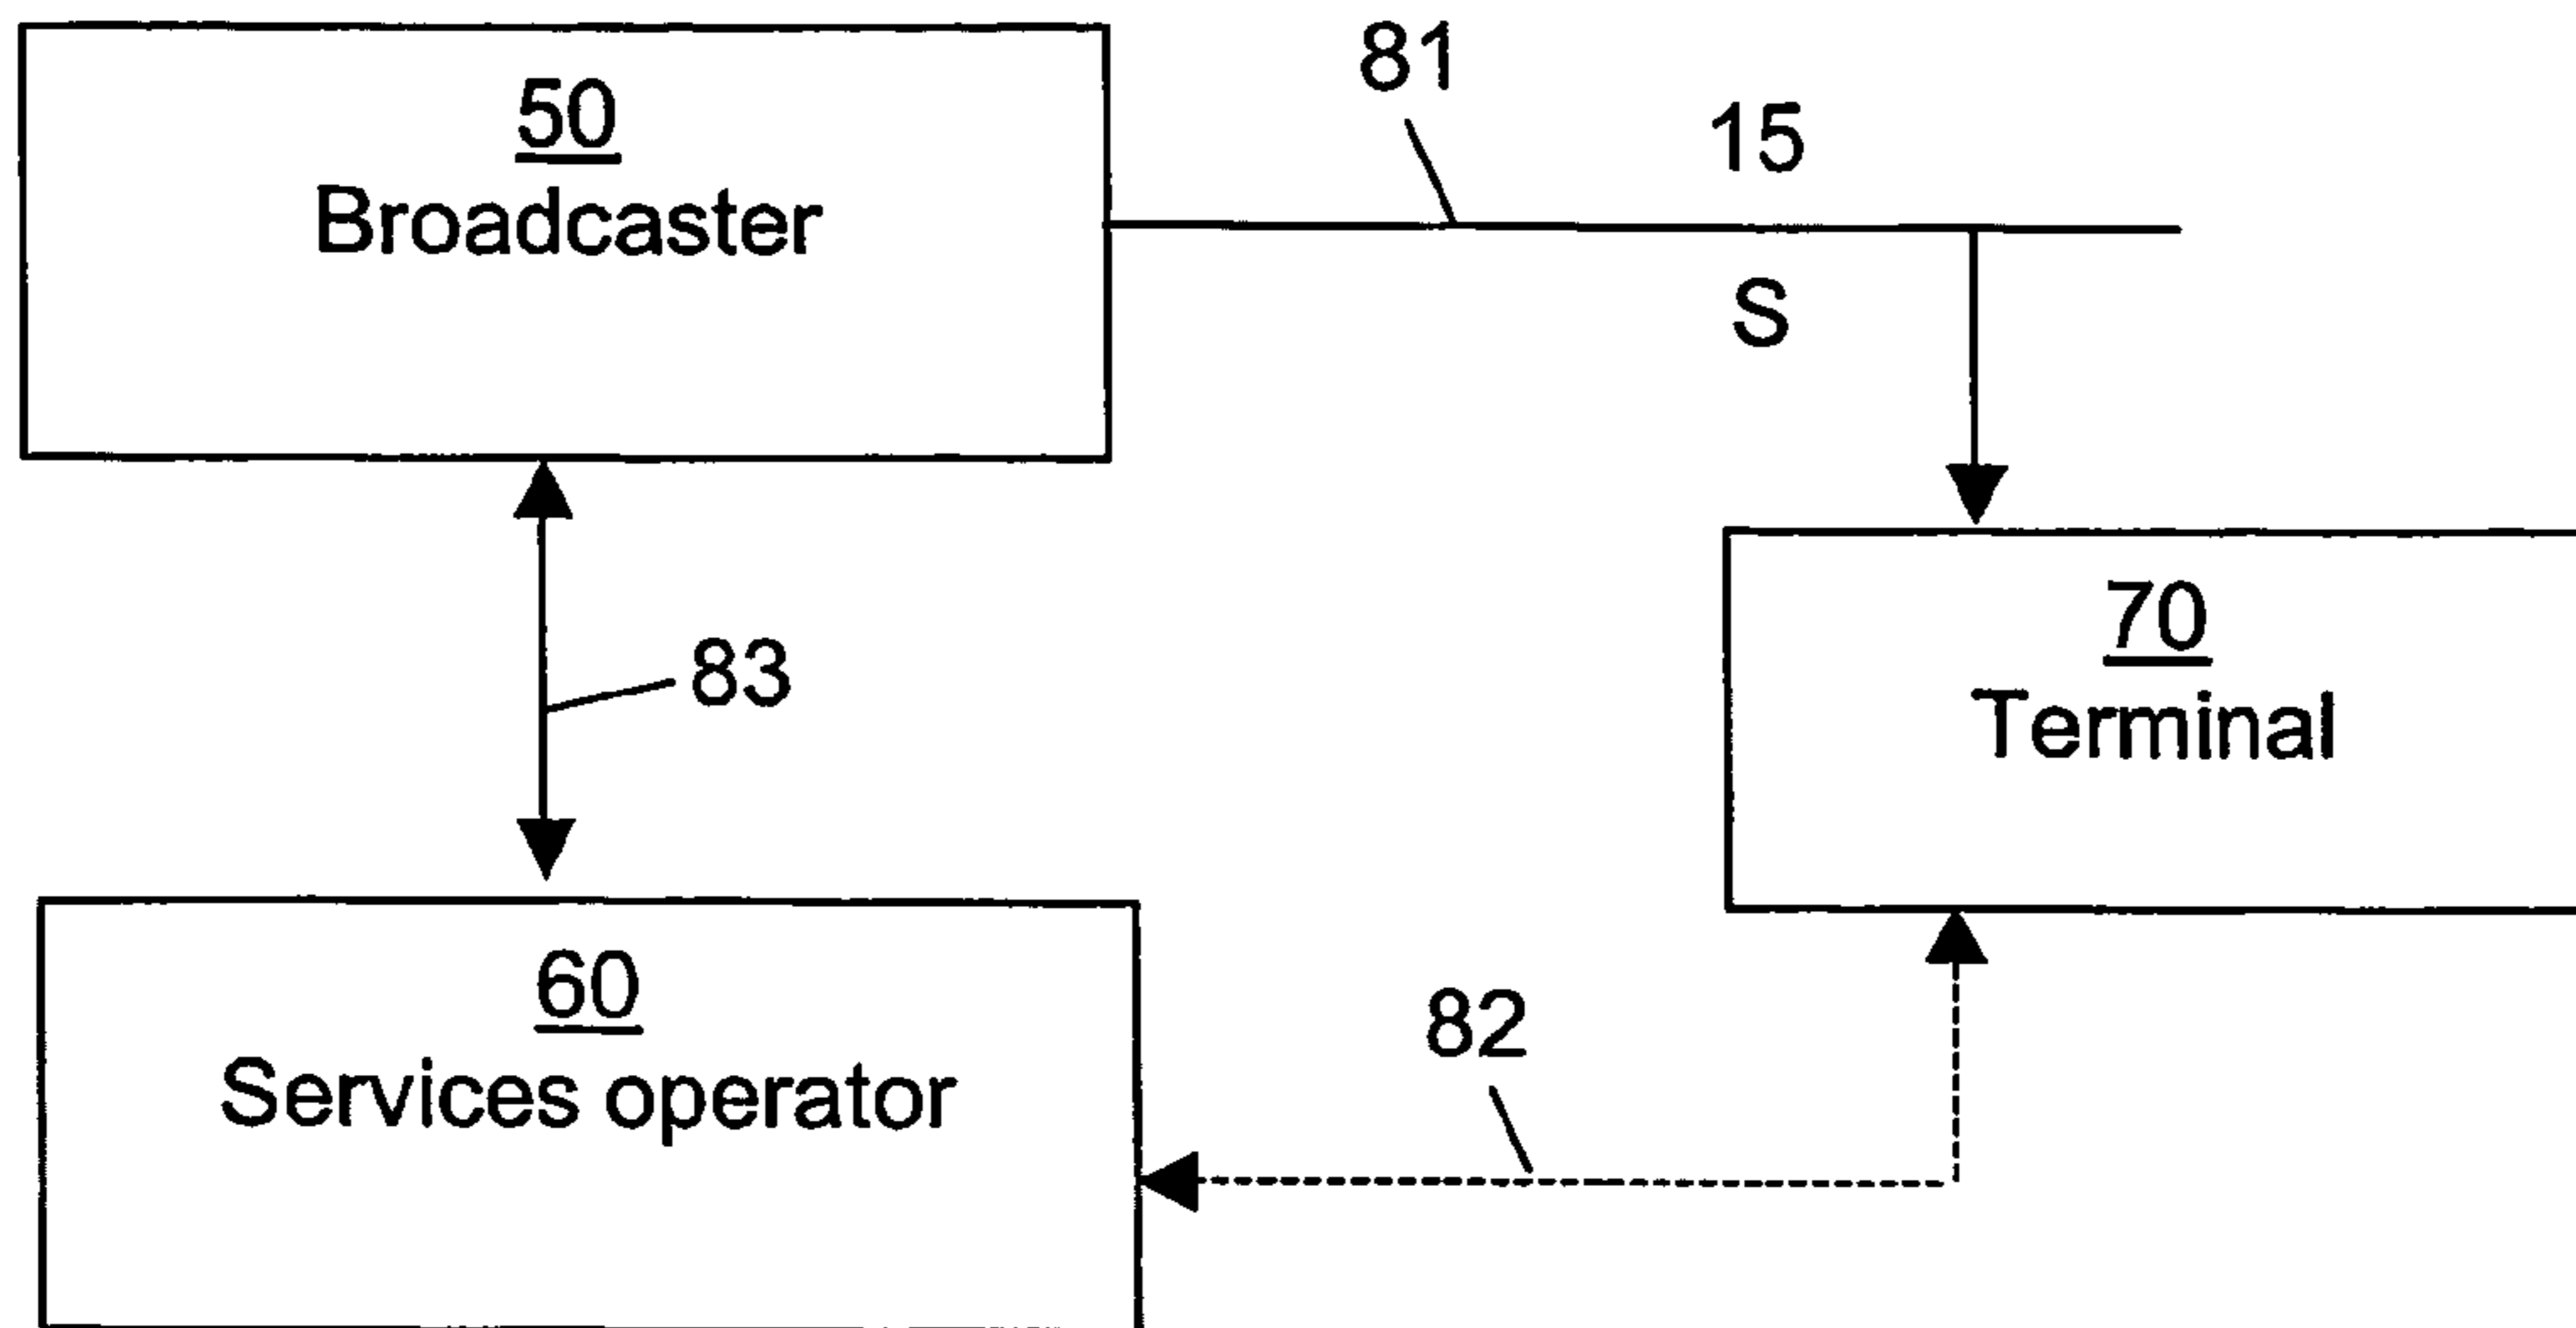 50
Broadcaster
81
15
S
83
70
Terminal
60
Services operator
82